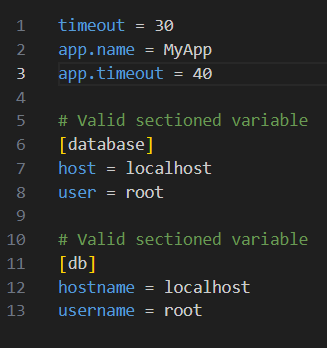 1 timeout = 30
2 app.name = MyApp
3 app.timeout = 40
4
5 # Valid sectioned variable
6 [database]
7 host = localhost
8 user = root
9
10 # Valid sectioned variable
11 [db]
12 hostname = localhost
13 username = root